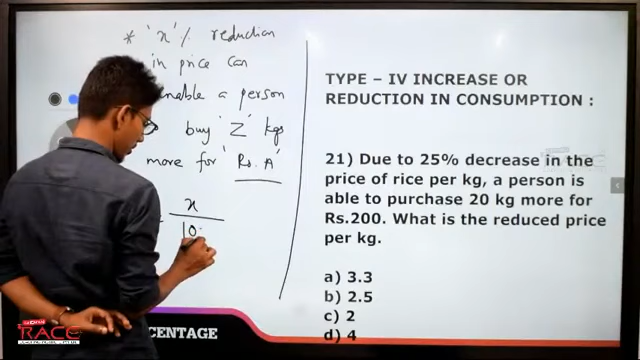 * 'x' % reduction
in price can
enable a person
buy 'Z' kgs
more for 'Rs. A'
x
10
TYPE – IV INCREASE OR
REDUCTION IN CONSUMPTION :
21) Due to 25% decrease in the
price of rice per kg, a person is
able to purchase 20 kg more for
Rs.200. What is the reduced price
per kg.
a) 3.3
b) 2.5
c) 2
d) 4
RACE
CENTAGE